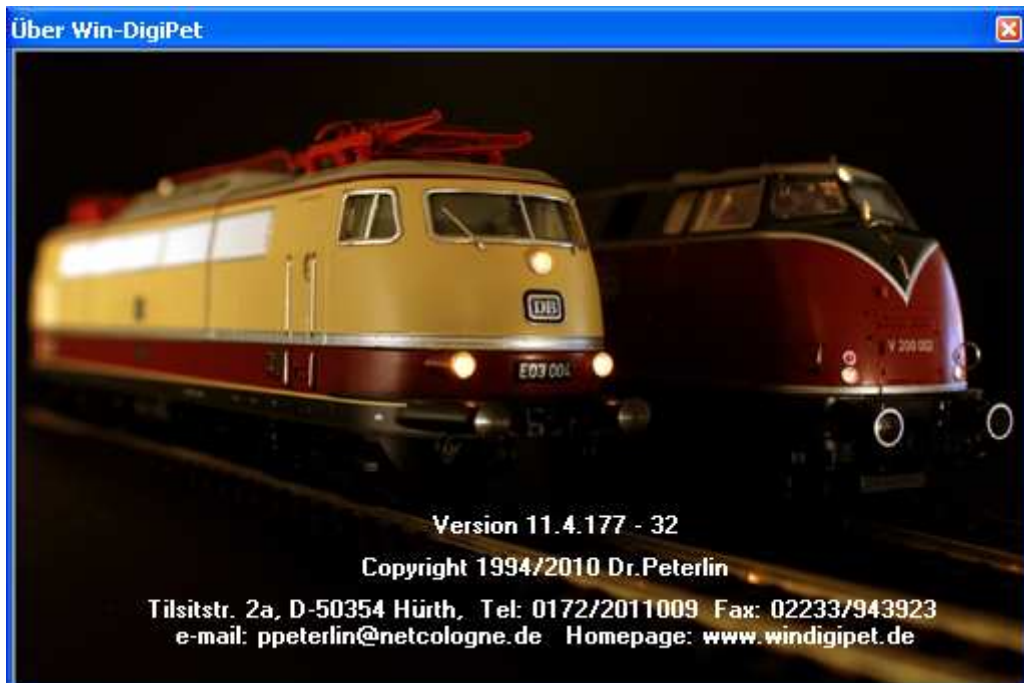 Über Win-DigiPet
DB
E03 004
V 200 002
Version 11.4.177 - 32
Copyright 1994/2010 Dr.Peterlin
Tilsitstr. 2a, D-50354 Hürth, Tel: 0172/2011009 Fax: 02233/943923
e-mail: ppeterlin@netcologne.de Homepage: www.windigipet.de